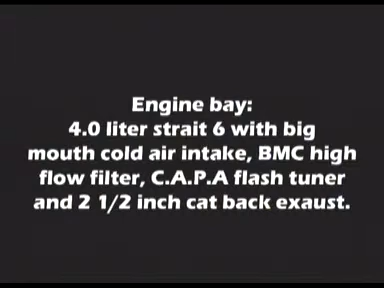 Engine bay:
4.0 liter strait 6 with big
mouth cold air intake, BMC high
flow filter, C.A.P.A flash tuner
and 2 1/2 inch cat back exaust.